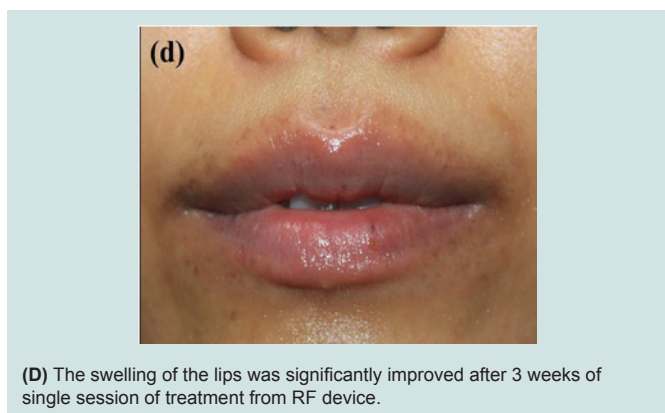 (d)
(D) The swelling of the lips was significantly improved after 3 weeks of
single session of treatment from RF device.